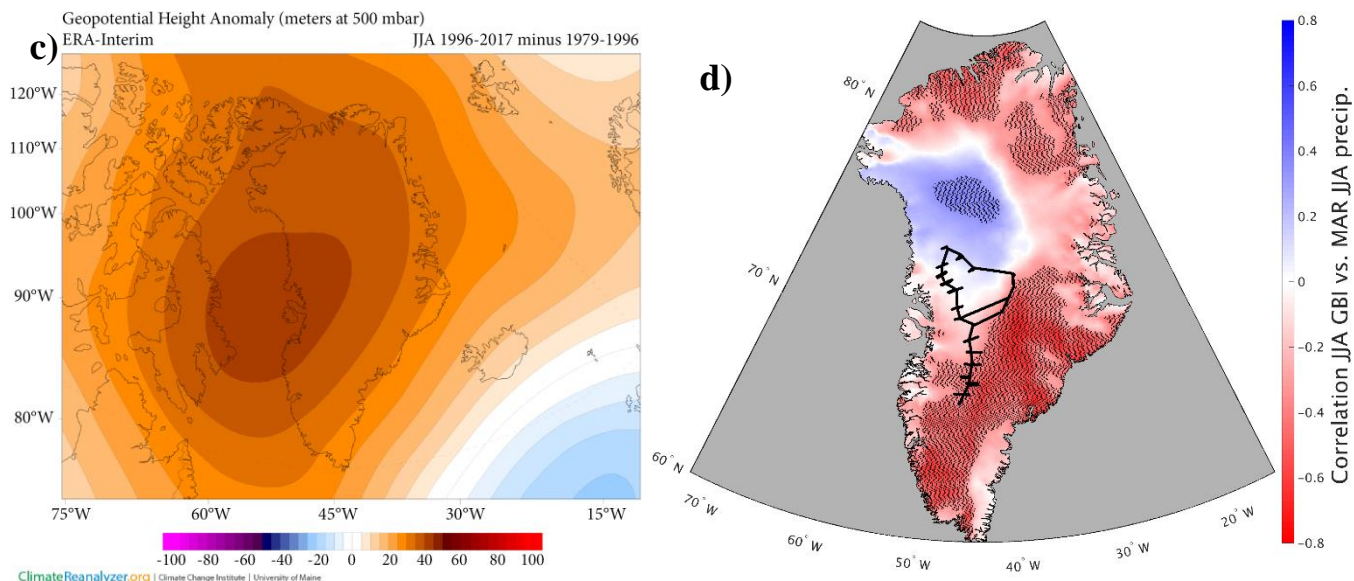 Geopotential Height Anomaly (meters at 500 mbar)
c)
ERA-Interim
JJA 1996-2017 minus 1979-1996
120°W
110°W
100°W
90°W
80°W
75°W
60°W
45°W
30°W
15°W
-100
-80
-60
-40
-20
0
20
40
60
80
100
ClimateReanalyzer.org | Climate Change Institute | University of Maine
d)
80°N
70°N
60°N
70°W
60°W
50°W
40°W
30°W
20°W
0.8
0.6
0.4
0.2
0
−0.2
−0.4
−0.6
−0.8
Correlation JJA GBI vs. MAR JJA precip.